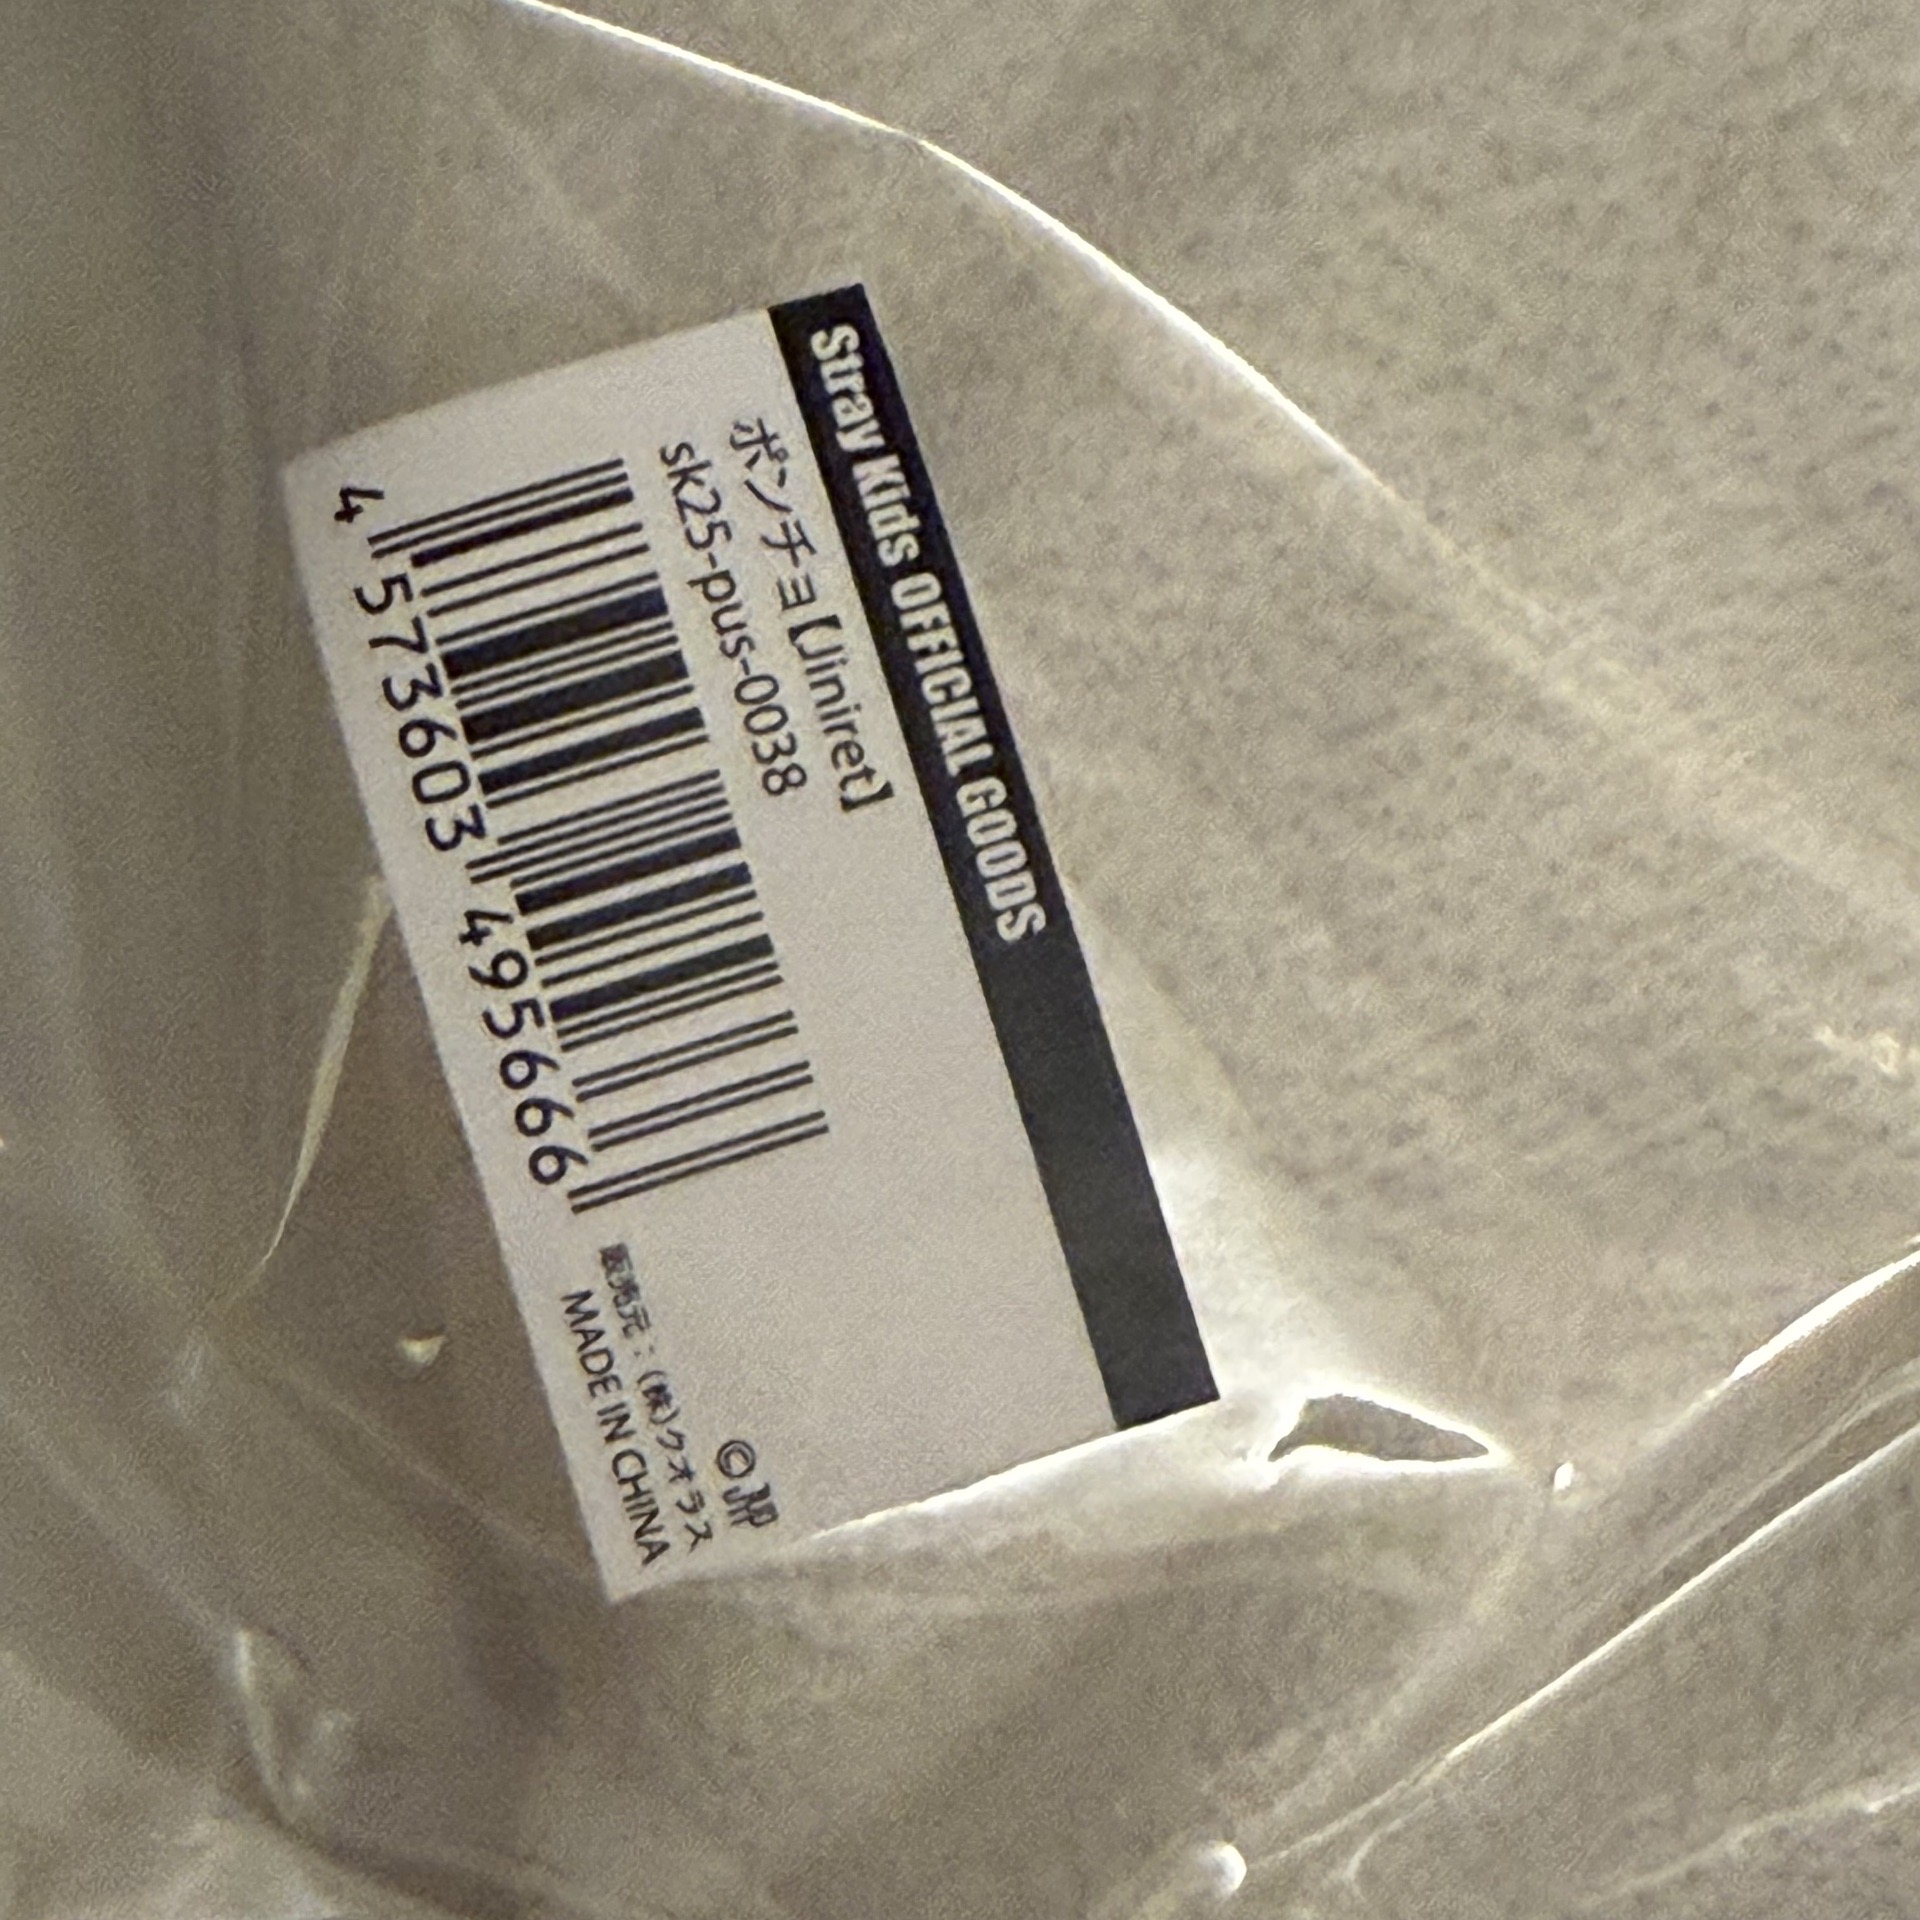 Stray Kids OFFICIAL GOODS
ポンチョ【Jiniret】
sk25-pus-0038
4 573603 495666
©JYP
販売元：(株)クオラス
MADE IN CHINA